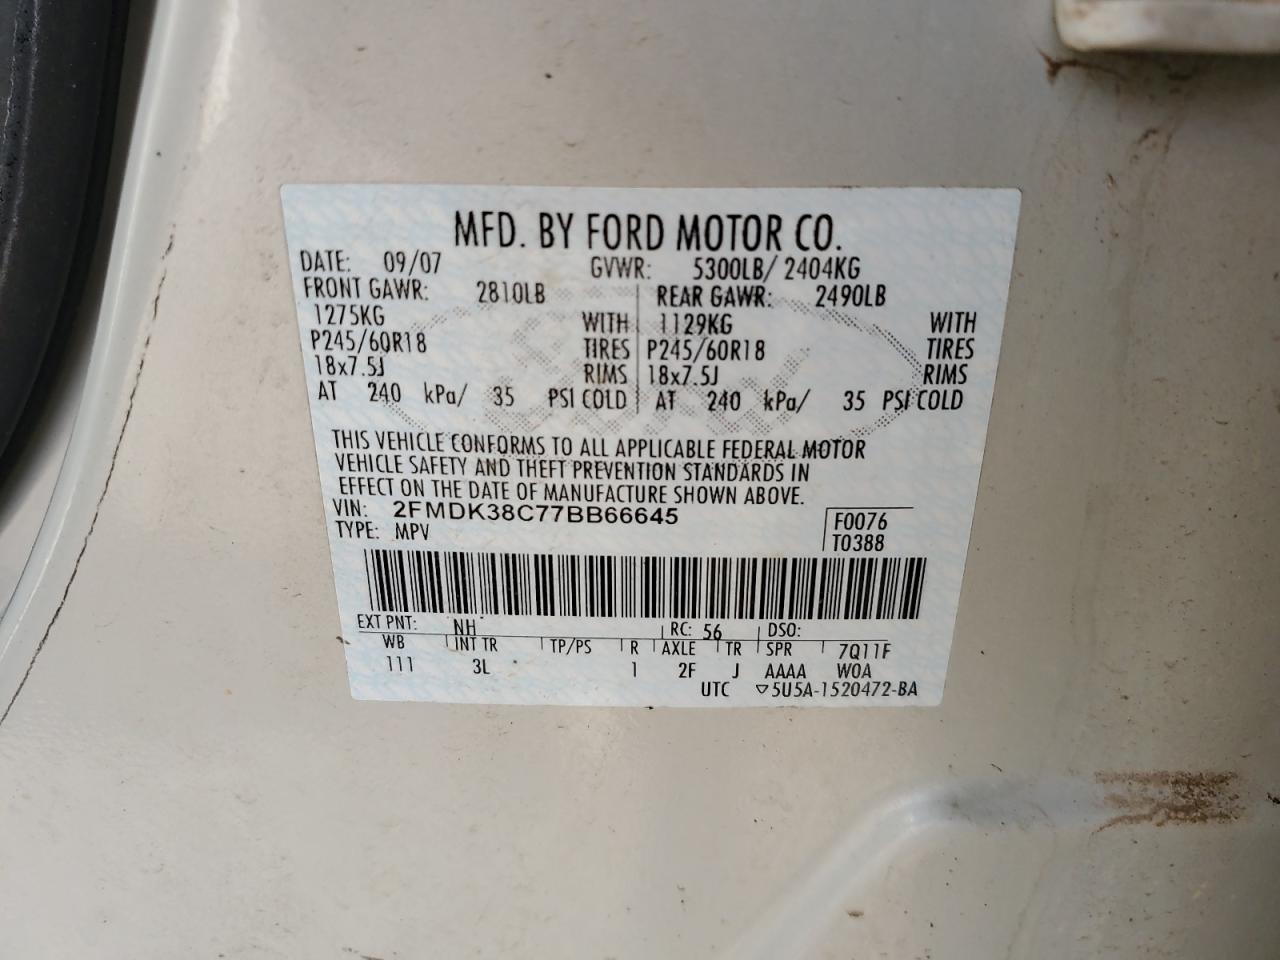 MFD. BY FORD MOTOR CO.
DATE: 09/07 GVWR: 5300LB/ 2404KG
FRONT GAWR: 2810LB REAR GAWR: 2490LB
1275KG WITH 1129KG WITH
P245/60R18 TIRES P245/60R18 TIRES
18x7.5J RIMS 18x7.5J RIMS
AT 240 kPa/ 35 PSI COLD AT 240 kPa/ 35 PSI COLD
THIS VEHICLE CONFORMS TO ALL APPLICABLE FEDERAL MOTOR
VEHICLE SAFETY AND THEFT PREVENTION STANDARDS IN
EFFECT ON THE DATE OF MANUFACTURE SHOWN ABOVE.
VIN: 2FMDK38C77BB66645 F0076
TYPE: MPV T0388
EXT PNT: NH RC: 56 DSO:
WB INT TR TP/PS R AXLE TR SPR 7Q11F
111 3L 1 2F J AAAA W0A
UTC ▽5U5A-1520472-BA